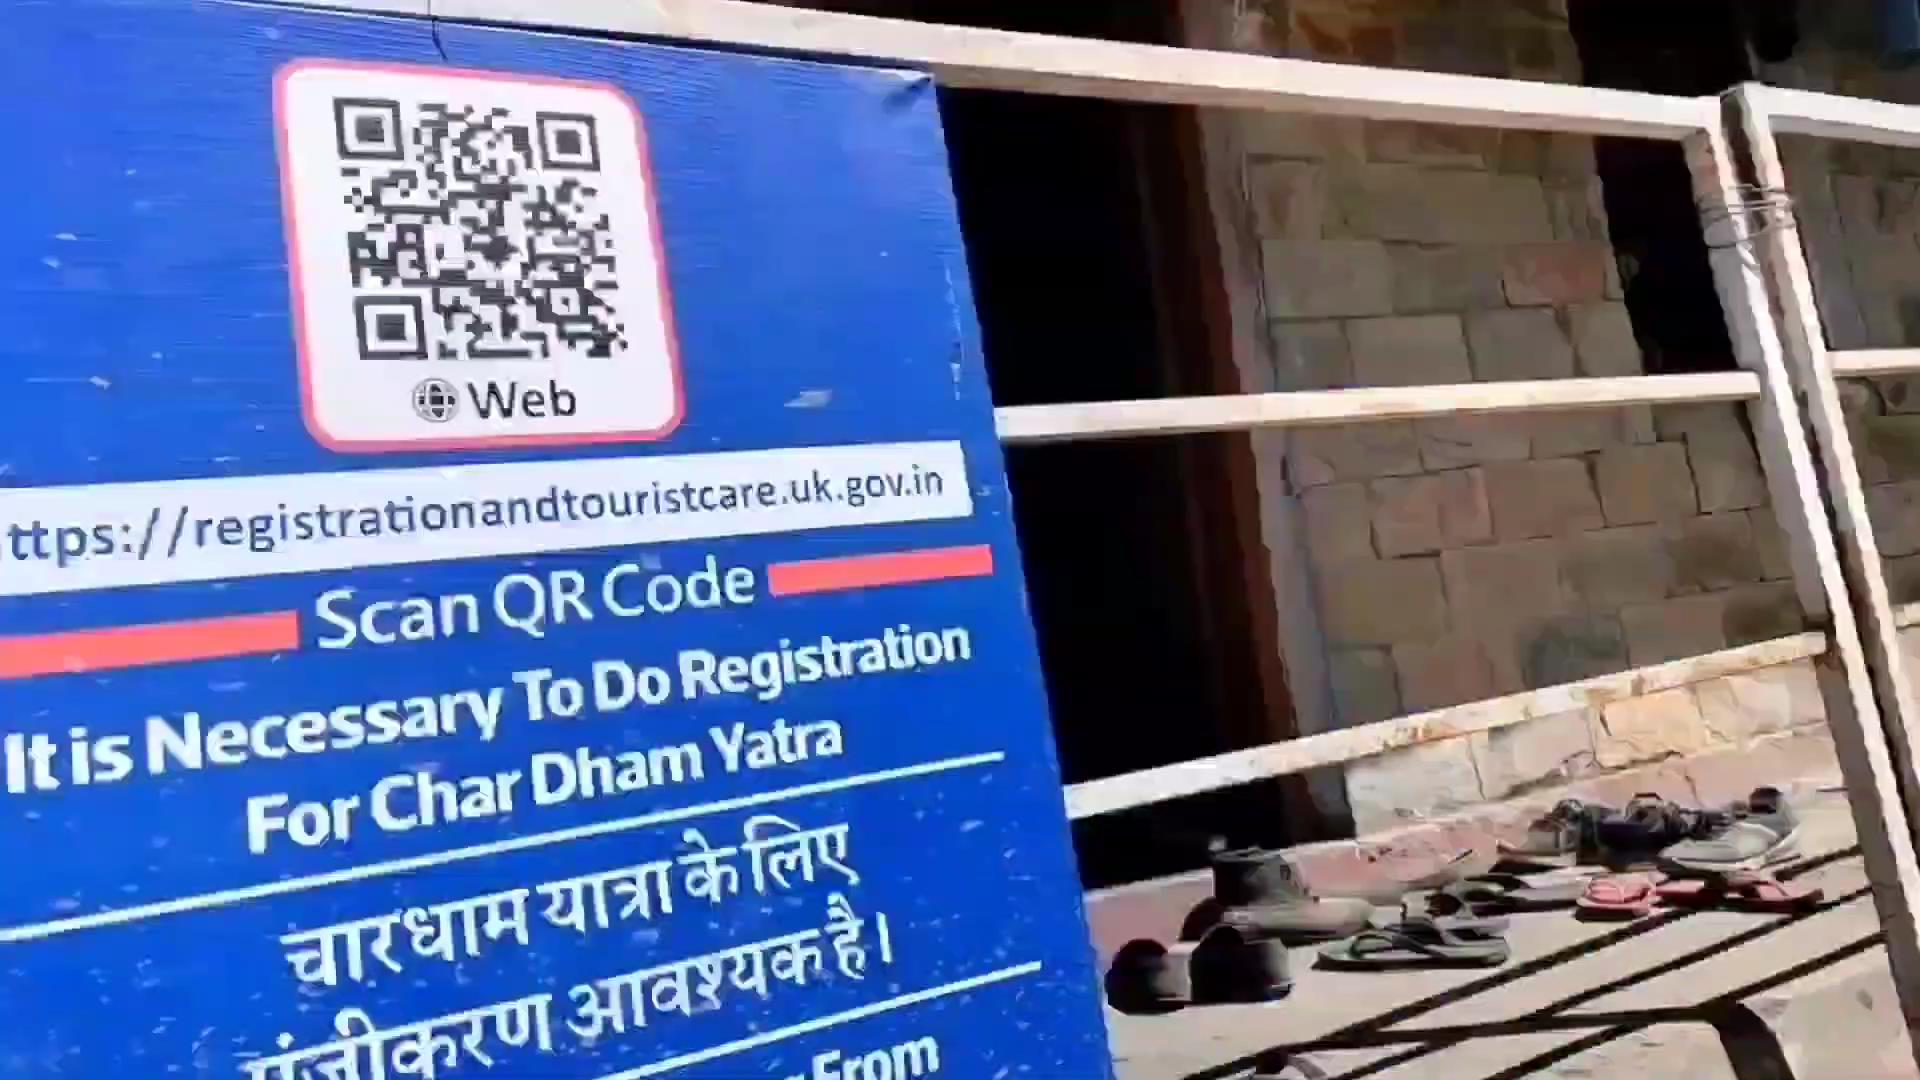 Web
ttps://registrationandtouristcare.uk.gov.in
Scan QR Code
It is Necessary To Do Registration
For Char Dham Yatra
चारधाम यात्रा के लिए
पंजीकरण आवश्यक है।
From